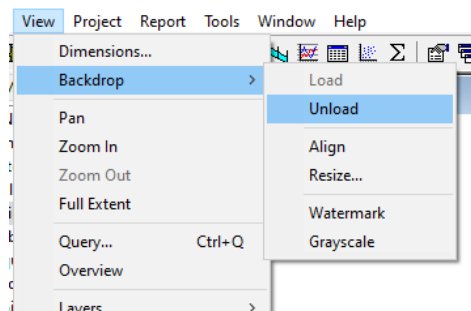 View Project Report Tools Window Help
Dimensions...
Backdrop
Load
Unload
Pan
Align
Zoom In
Resize...
Zoom Out
Full Extent
Watermark
Query... Ctrl+Q
Grayscale
Overview
Layers